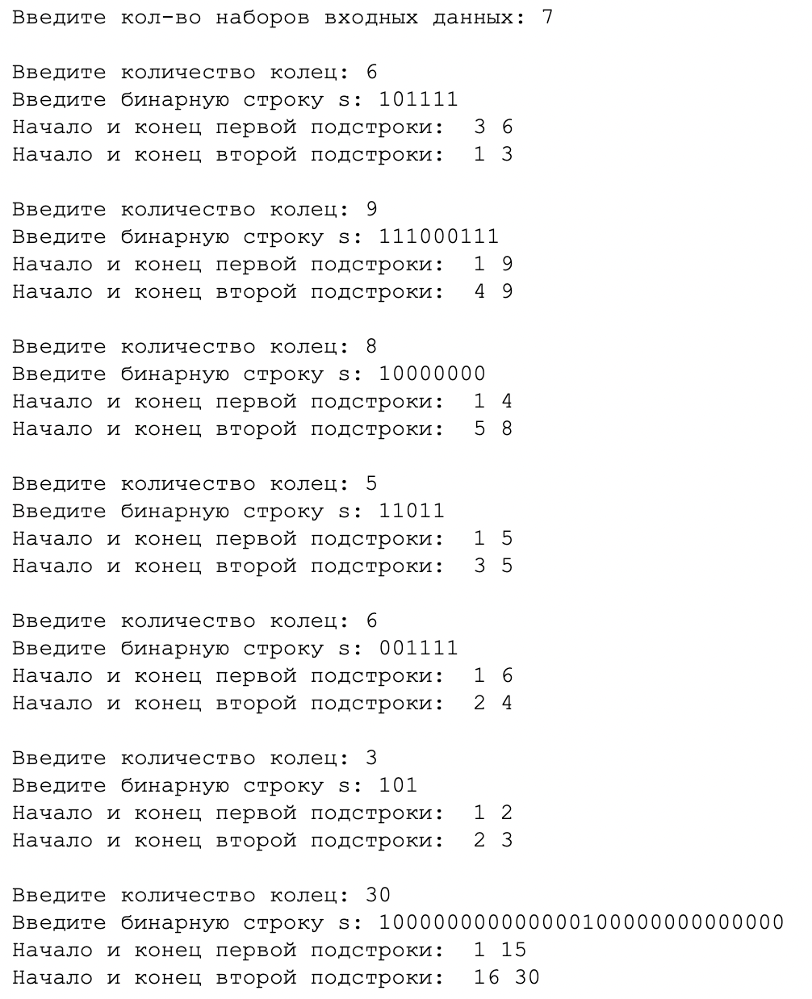 Введите кол-во наборов входных данных: 7
Введите количество колец: 6
Введите бинарную строку s: 101111
Начало и конец первой подстроки:  3 6
Начало и конец второй подстроки:  1 3
Введите количество колец: 9
Введите бинарную строку s: 111000111
Начало и конец первой подстроки:  1 9
Начало и конец второй подстроки:  4 9
Введите количество колец: 8
Введите бинарную строку s: 10000000
Начало и конец первой подстроки:  1 4
Начало и конец второй подстроки:  5 8
Введите количество колец: 5
Введите бинарную строку s: 11011
Начало и конец первой подстроки:  1 5
Начало и конец второй подстроки:  3 5
Введите количество колец: 6
Введите бинарную строку s: 001111
Начало и конец первой подстроки:  1 6
Начало и конец второй подстроки:  2 4
Введите количество колец: 3
Введите бинарную строку s: 101
Начало и конец первой подстроки:  1 2
Начало и конец второй подстроки:  2 3
Введите количество колец: 30
Введите бинарную строку s: 100000000000000100000000000000
Начало и конец первой подстроки:  1 15
Начало и конец второй подстроки:  16 30